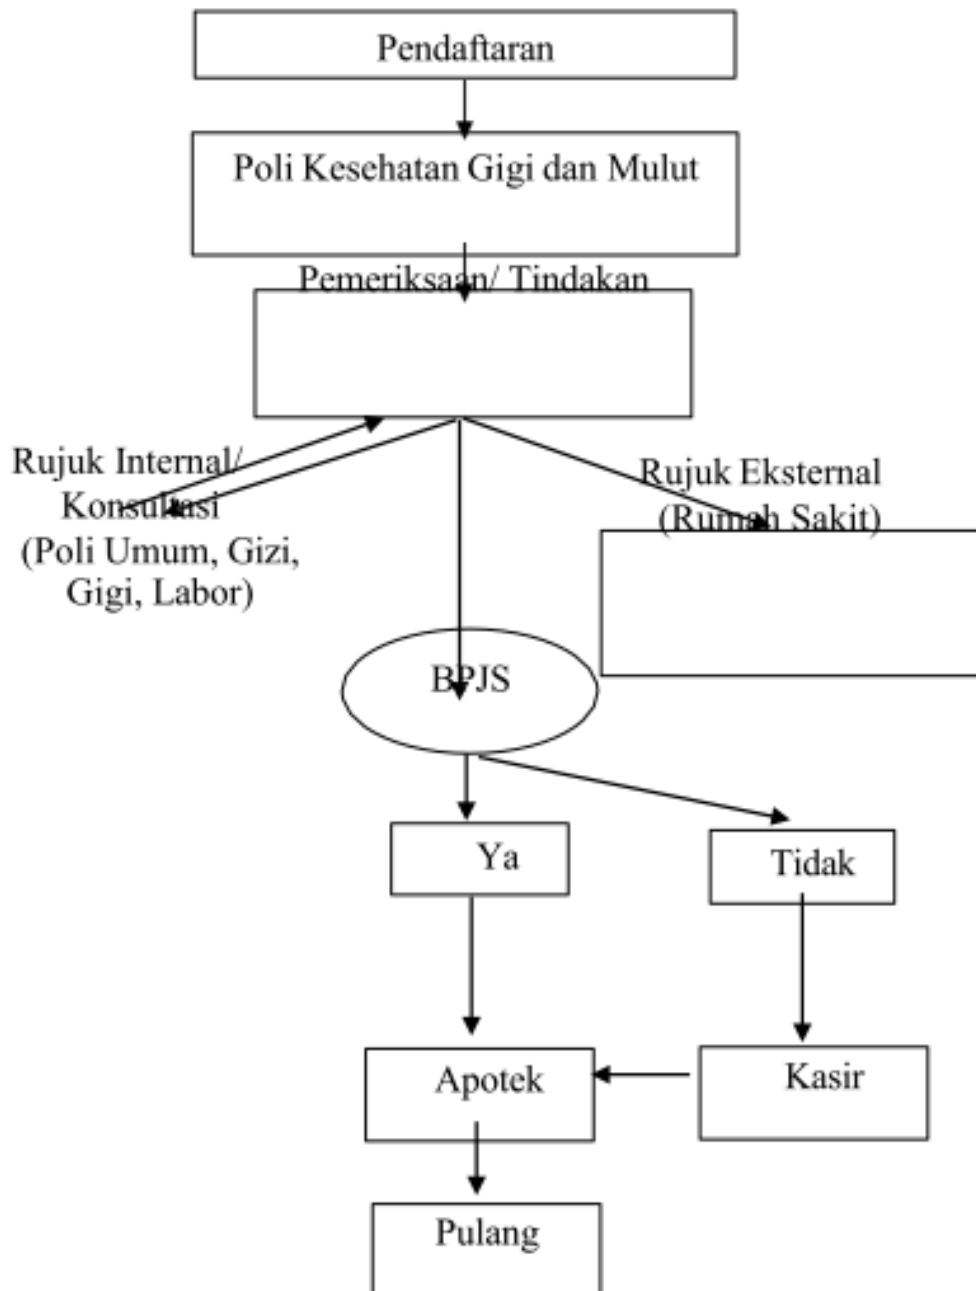 Pendaftaran
Poli Kesehatan Gigi dan Mulut
Pemeriksaan/ Tindakan
Rujuk Internal/
Konsultasi
(Poli Umum, Gizi,
Gigi, Labor)
Rujuk Eksternal
(Rumah Sakit)
BPJS
Ya
Tidak
Apotek
Kasir
Pulang